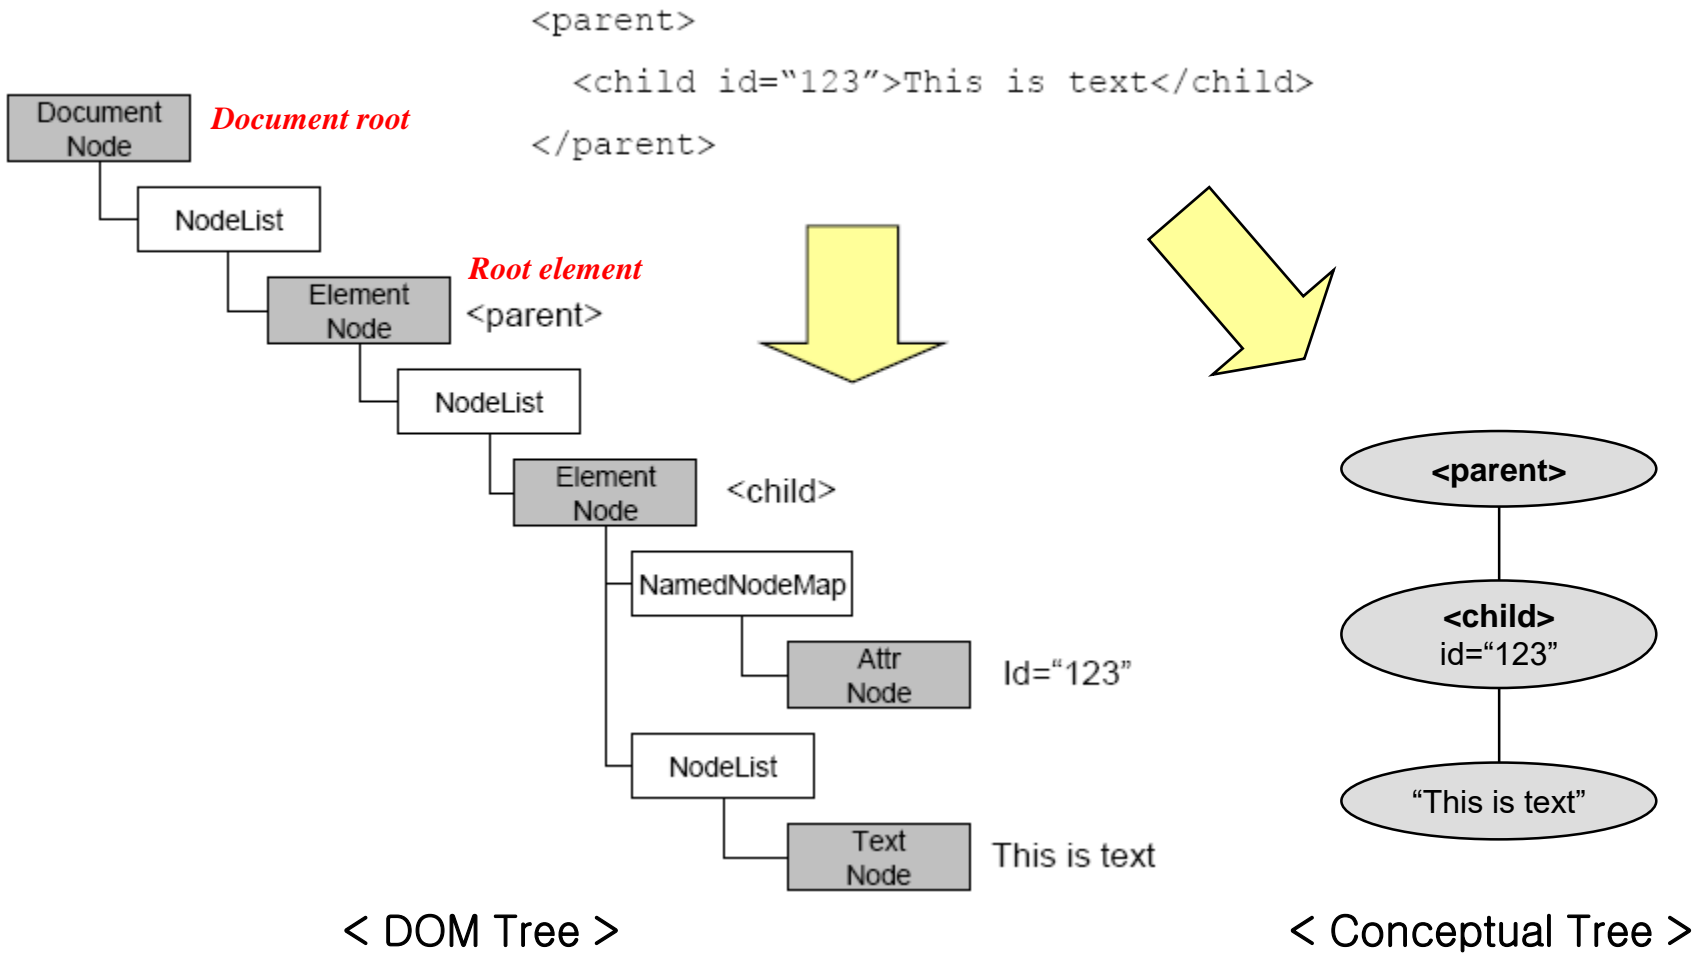 <parent>
<child id=“123”>This is text</child>
</parent>
Document
Node
Document root
NodeList
Element
Node
Root element
<parent>
NodeList
Element
Node
<child>
NamedNodeMap
Attr
Node
Id=“123”
NodeList
Text
Node
This is text
< DOM Tree >
<parent>
<child>
id=“123”
“This is text”
< Conceptual Tree >